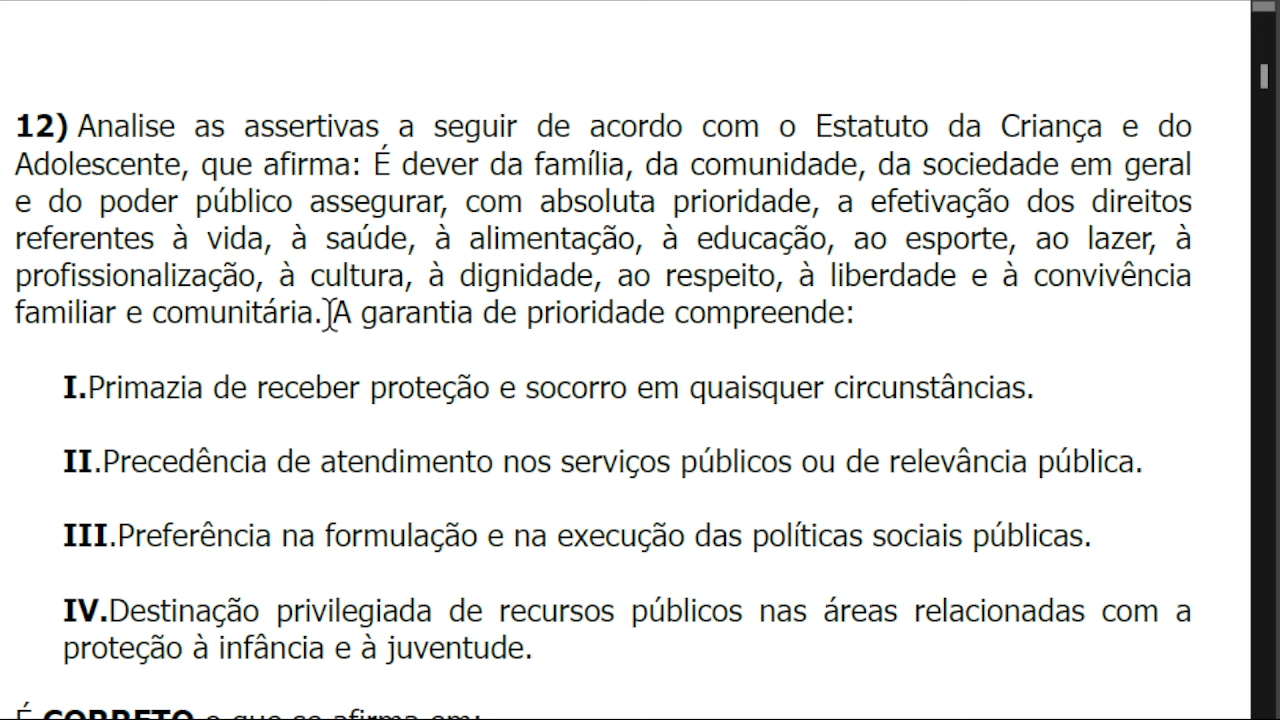 12) Analise as assertivas a seguir de acordo com o Estatuto da Criança e do
Adolescente, que afirma: É dever da família, da comunidade, da sociedade em geral
e do poder público assegurar, com absoluta prioridade, a efetivação dos direitos
referentes à vida, à saúde, à alimentação, à educação, ao esporte, ao lazer, à
profissionalização, à cultura, à dignidade, ao respeito, à liberdade e à convivência
familiar e comunitária. A garantia de prioridade compreende:
I.Primazia de receber proteção e socorro em quaisquer circunstâncias.
II.Precedência de atendimento nos serviços públicos ou de relevância pública.
III.Preferência na formulação e na execução das políticas sociais públicas.
IV.Destinação privilegiada de recursos públicos nas áreas relacionadas com a
proteção à infância e à juventude.
É CORRETO o que se afirma em: